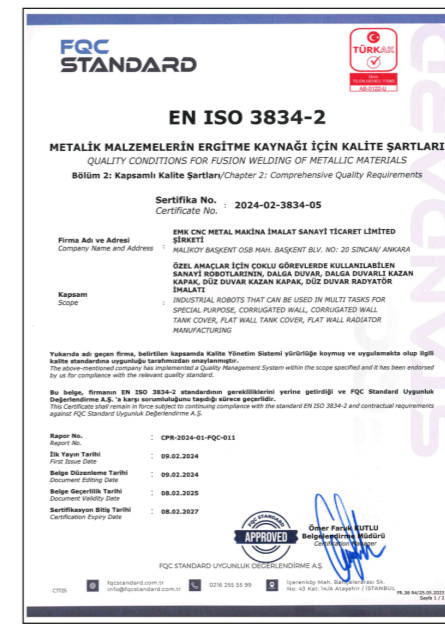 FQC
STANDARD
TÜRKAK
AB-0122-U
EN ISO 3834-2
METALİK MALZEMELERİN ERGİTME KAYNAĞI İÇİN KALİTE ŞARTLARI
QUALITY CONDITIONS FOR FUSION WELDING OF METALLIC MATERIALS
Bölüm 2: Kapsamlı Kalite Şartları/Chapter 2: Comprehensive Quality Requirements
Sertifika No. : 2024-02-3834-05
Certificate No.
EMK CNC METAL MAKİNA İMALAT SANAYİ TİCARET LİMİTED
ŞİRKETİ
Firma Adı ve Adresi
Company Name and Address : MALIKOY BAŞKENT OSB MAH. BAŞKENT BLV. NO: 20 SINCAN/ ANKARA
ÖZEL AMAÇLAR İÇİN ÇOKLU GÖREVLERDE KULLANILABİLEN
SANAYİ ROBOTLARININ, DALGA DUVAR, DALGA DUVARLI KAZAN
KAPAK, DÜZ DUVAR KAZAN KAPAK, DÜZ DUVAR RADYATÖR
İMALATI
Kapsam
Scope : INDUSTRIAL ROBOTS THAT CAN BE USED IN MULTI TASKS FOR
SPECIAL PURPOSE, CORRUGATED WALL, CORRUGATED WALL
TANK COVER, FLAT WALL TANK COVER, FLAT WALL RADIATOR
MANUFACTURING
Yukarıda adı geçen firma, belirtilen kapsamda Kalite Yönetim Sistemi yürürlüğe koymuş ve uygulamakta olup ilgili
kalite standardına uygunluğu tarafımızdan onaylanmıştır.
The above-mentioned company has implemented a Quality Management System within the scope specified and it has been endorsed
by us for compliance with the relevant quality standard.
Bu belge, firmanın EN ISO 3834-2 standardının gerekliliklerini yerine getirdiği ve FQC Standard Uygunluk
Değerlendirme A.Ş. 'a karşı sorumluluğunu taşıdığı sürece geçerlidir.
This Certificate shall remain in force subject to continuing compliance with the standard EN ISO 3834-2 and contractual requirements
against FQC Standard Uygunluk Değerlendirme A.Ş.
Rapor No. : CPR-2024-01-FQC-011
Report No.
İlk Yayın Tarihi : 09.02.2024
First Issue Date
Belge Düzenleme Tarihi : 09.02.2024
Document Editing Date
Belge Geçerlilik Tarihi : 08.02.2025
Document Validity Date
Sertifikasyon Bitiş Tarihi : 08.02.2027
Certification Expiry Date
FQC STANDARD
APPROVED
Ömer Faruk KUTLU
Belgelendirme Müdürü
Certification Manager
FQC STANDARD UYGUNLUK DEĞERLENDİRME A.Ş.
CTF05
fqcstandard.com.tr
info@fqcstandard.com.tr
0216 255 55 99
İçerenköy Mah. Bahçelerarası Sk.
No: 43 Kat: 14/A Ataşehir / İSTANBUL
Sayfa 1 / 2